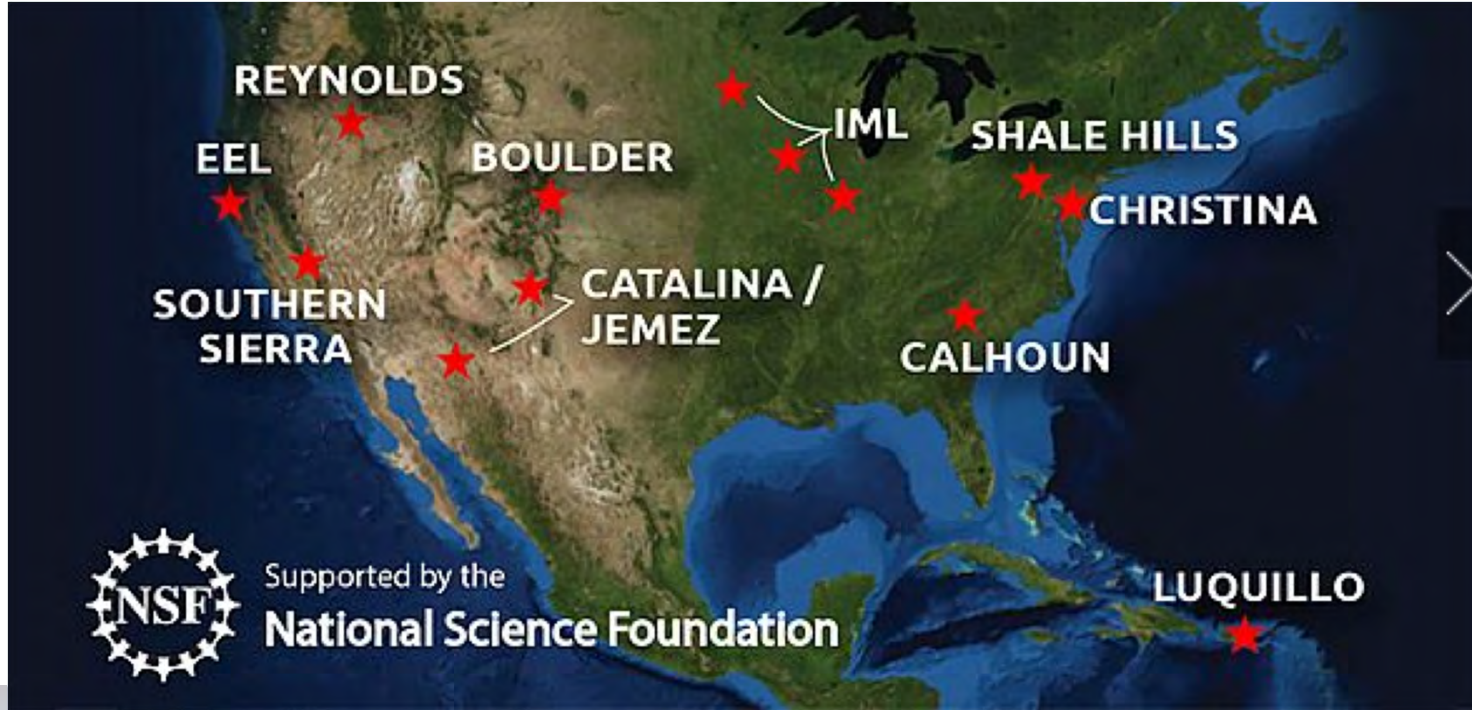 REYNOLDS
EEL
BOULDER
IML
SHALE HILLS
CHRISTINA
SOUTHERN
SIERRA
CATALINA /
JEMEZ
CALHOUN
LUQUILLO
NSF
Supported by the
National Science Foundation